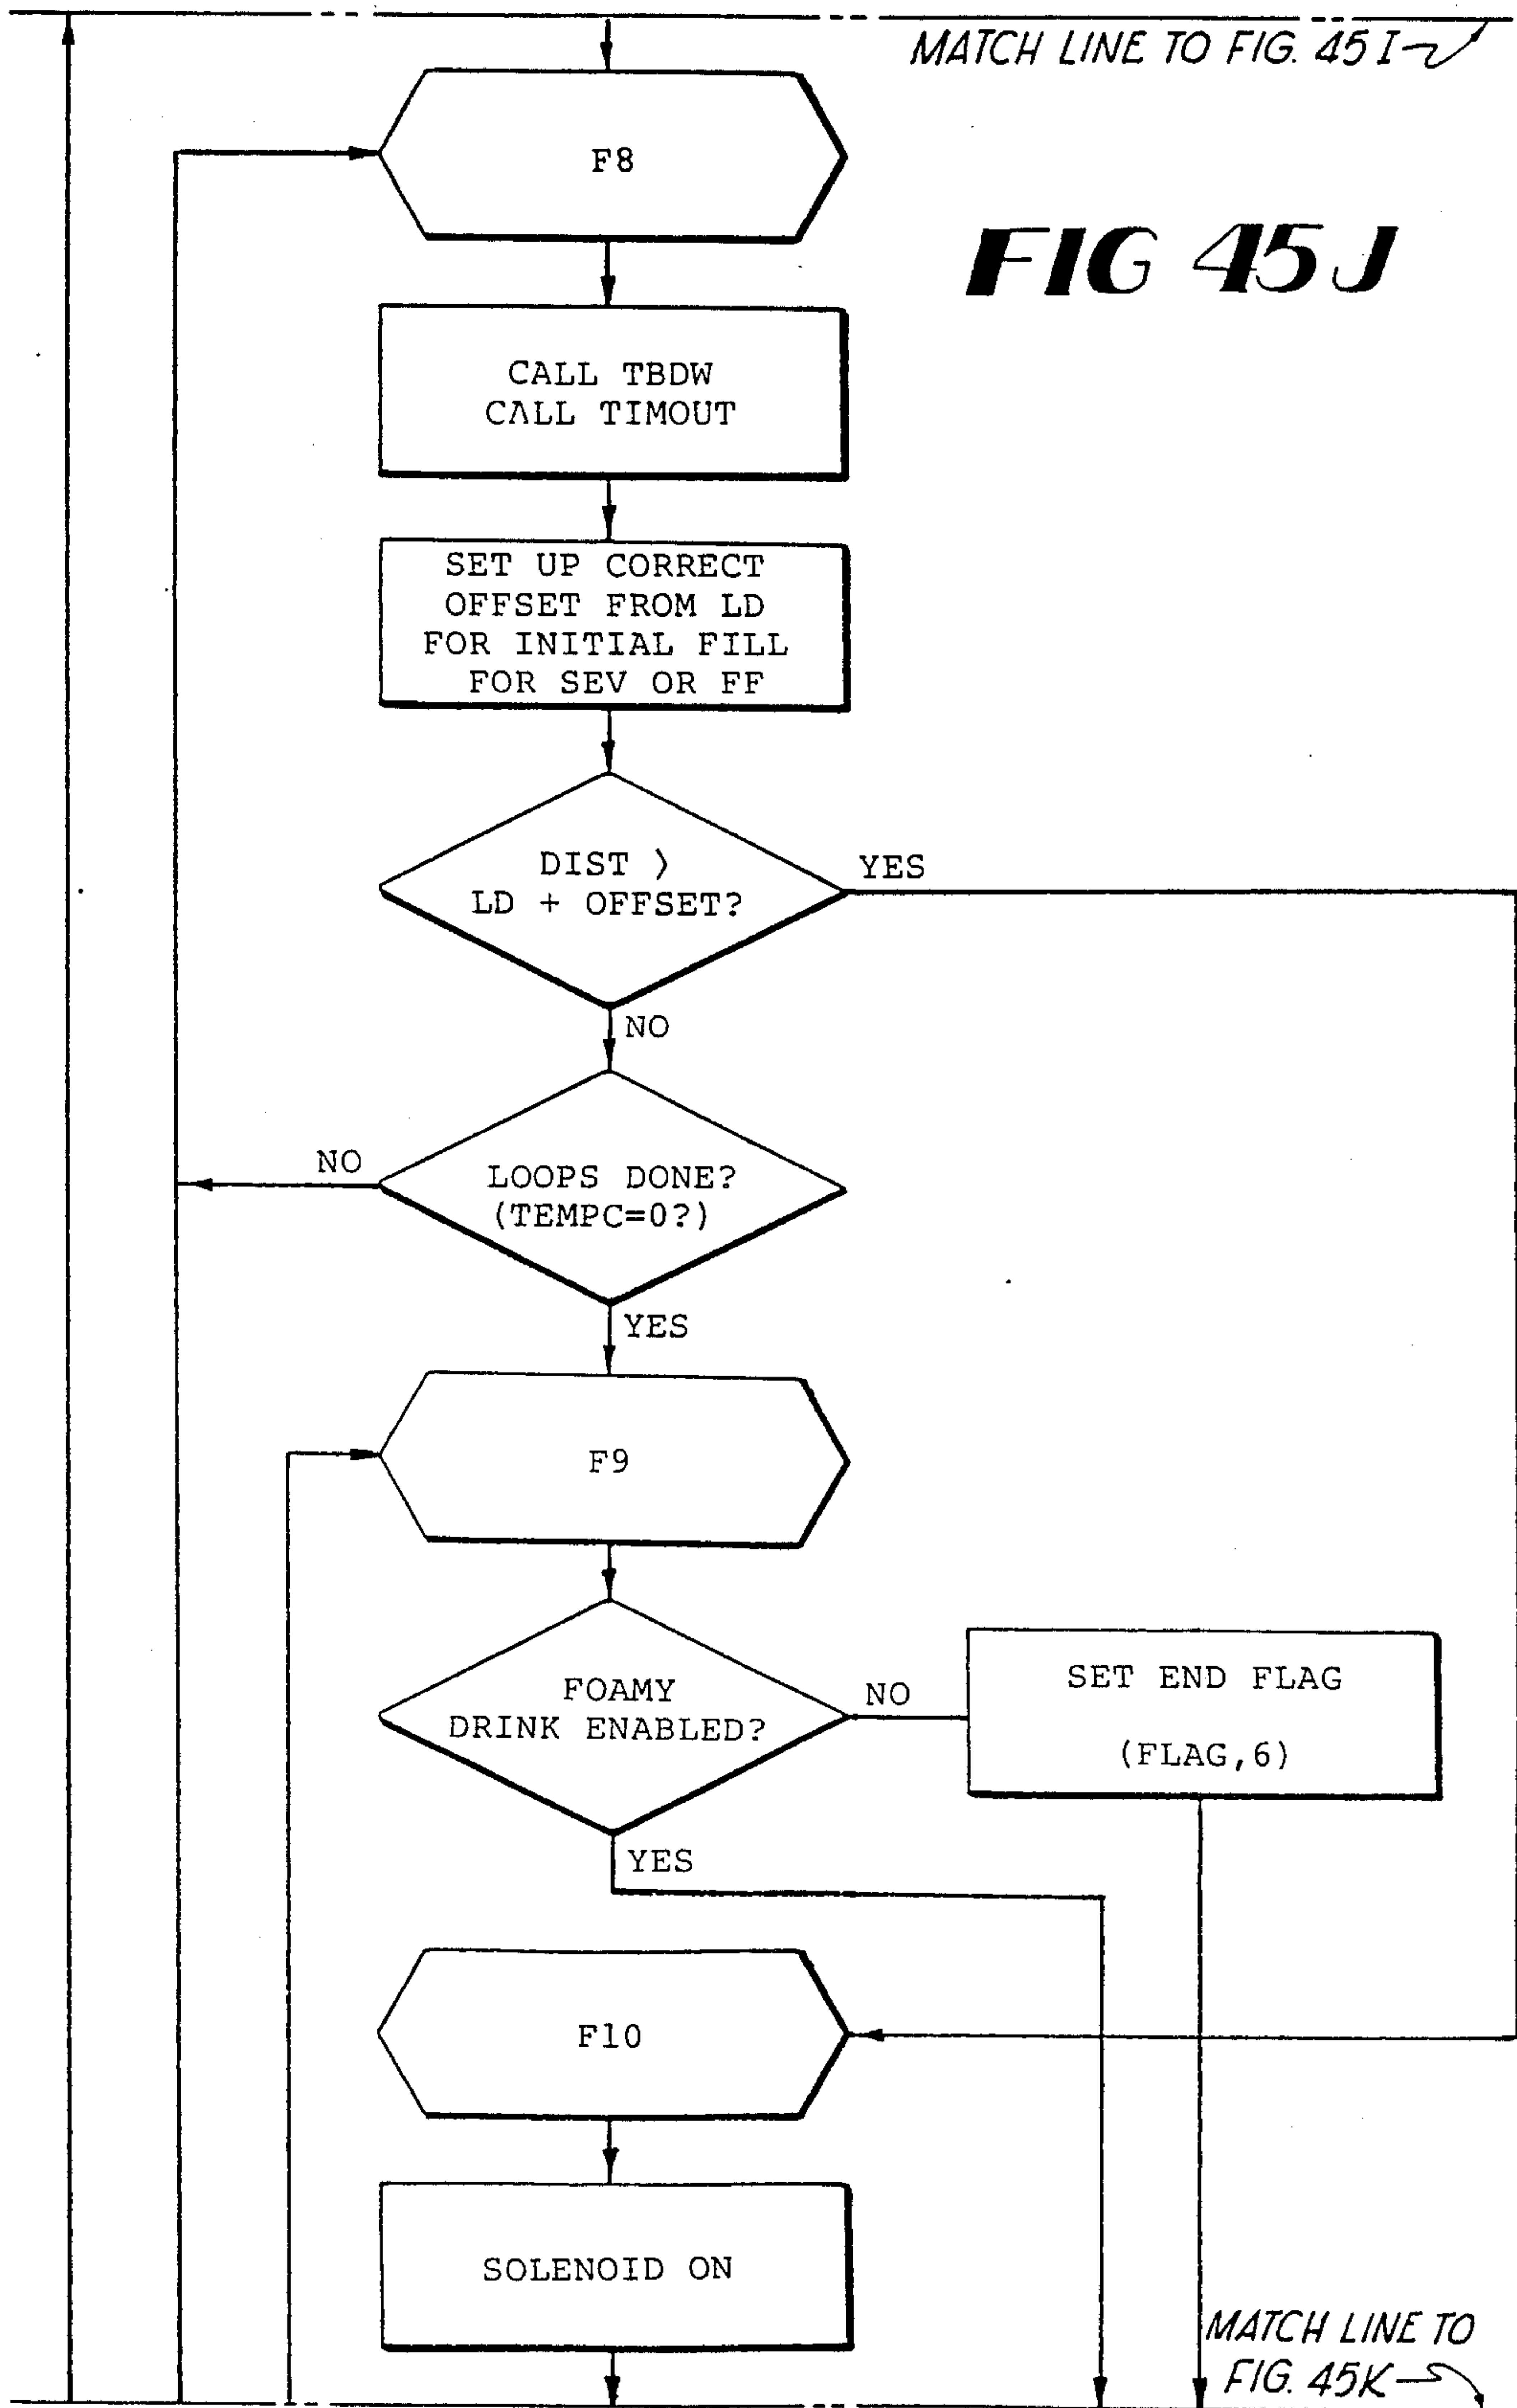 MATCH LINE TO FIG. 45I
F8
FIG 45J
CALL TBDW
CALL TIMOUT
SET UP CORRECT
OFFSET FROM LD
FOR INITIAL FILL
FOR SEV OR FF
DIST >
LD + OFFSET?
YES
NO
NO
LOOPS DONE?
(TEMPC=0?)
YES
F9
FOAMY
DRINK ENABLED?
NO
SET END FLAG
(FLAG,6)
YES
F10
SOLENOID ON
MATCH LINE TO
FIG. 45K